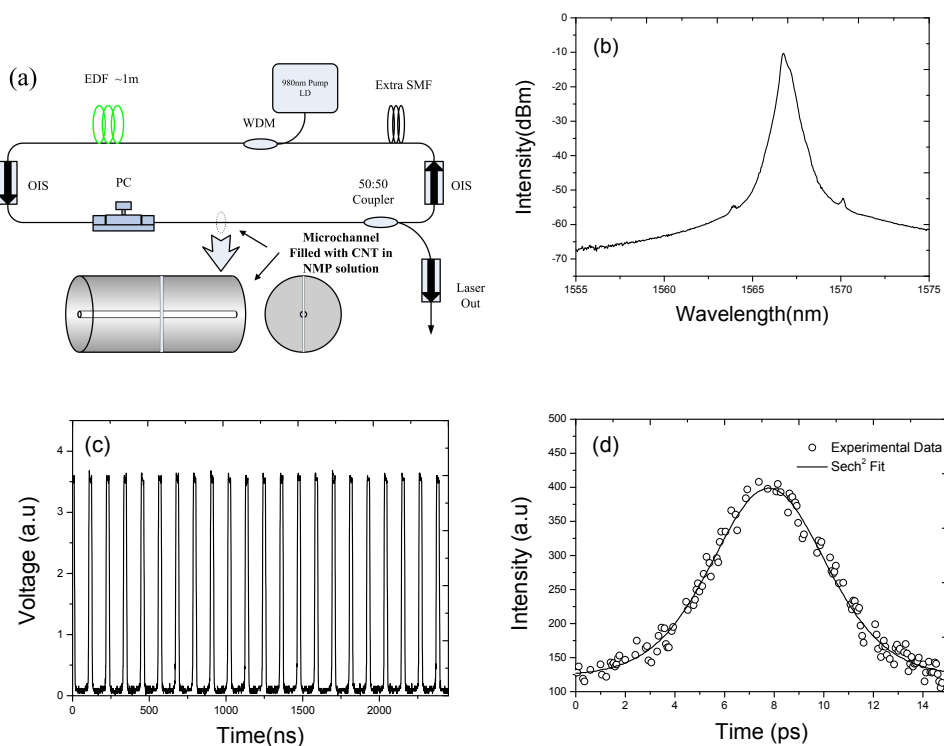 (a)
EDF ~1m
980nm Pump
LD
Extra SMF
WDM
OIS
PC
50:50
Coupler
OIS
Microchannel
Filled with CNT in
NMP solution
Laser
Out
(b)
0
-10
-20
-30
-40
-50
-60
-70
Intensity(dBm)
1555
1560
1565
1570
1575
Wavelength(nm)
(c)
4
3
2
1
0
Voltage (a.u)
0
500
1000
1500
2000
Time(ns)
(d)
Experimental Data
Sech² Fit
500
450
400
350
300
250
200
150
100
Intensity (a.u)
0
2
4
6
8
10
12
14
Time (ps)